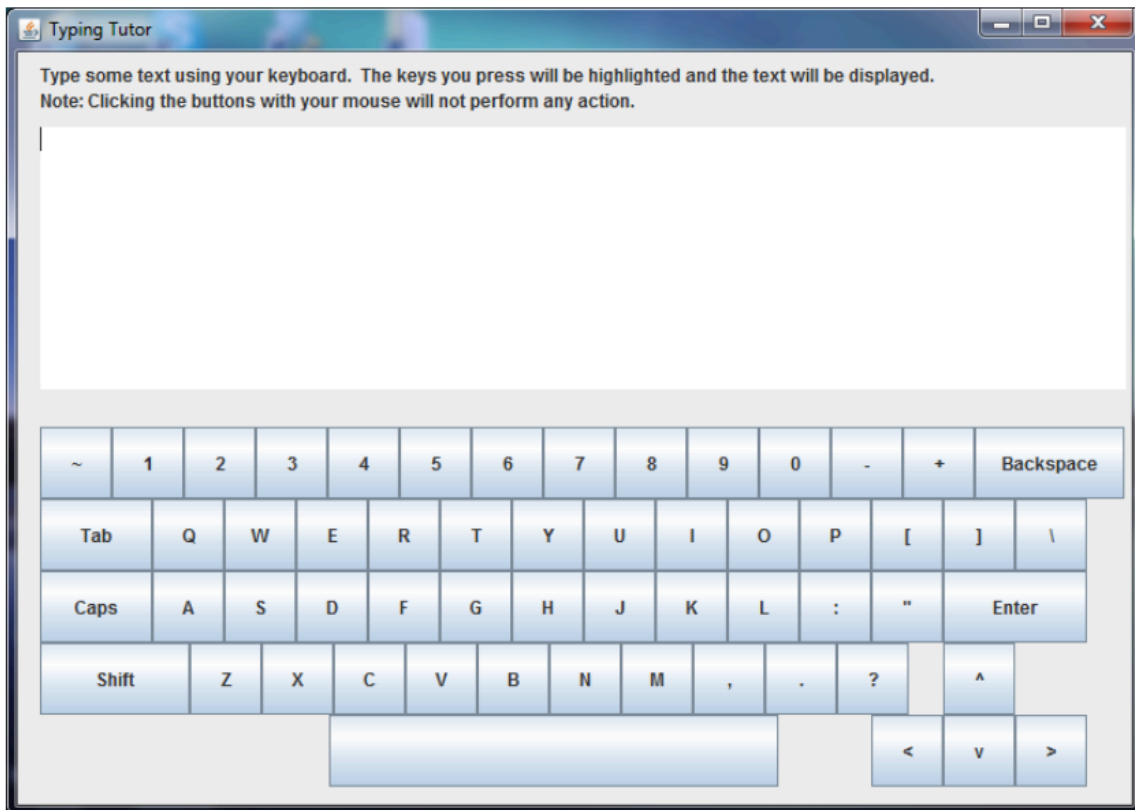 Typing Tutor
Type some text using your keyboard.  The keys you press will be highlighted and the text will be displayed.
Note: Clicking the buttons with your mouse will not perform any action.
~ 1 2 3 4 5 6 7 8 9 0 - + Backspace
Tab Q W E R T Y U I O P [ ] \
Caps A S D F G H J K L : " Enter
Shift Z X C V B N M , . ? ^
< v >